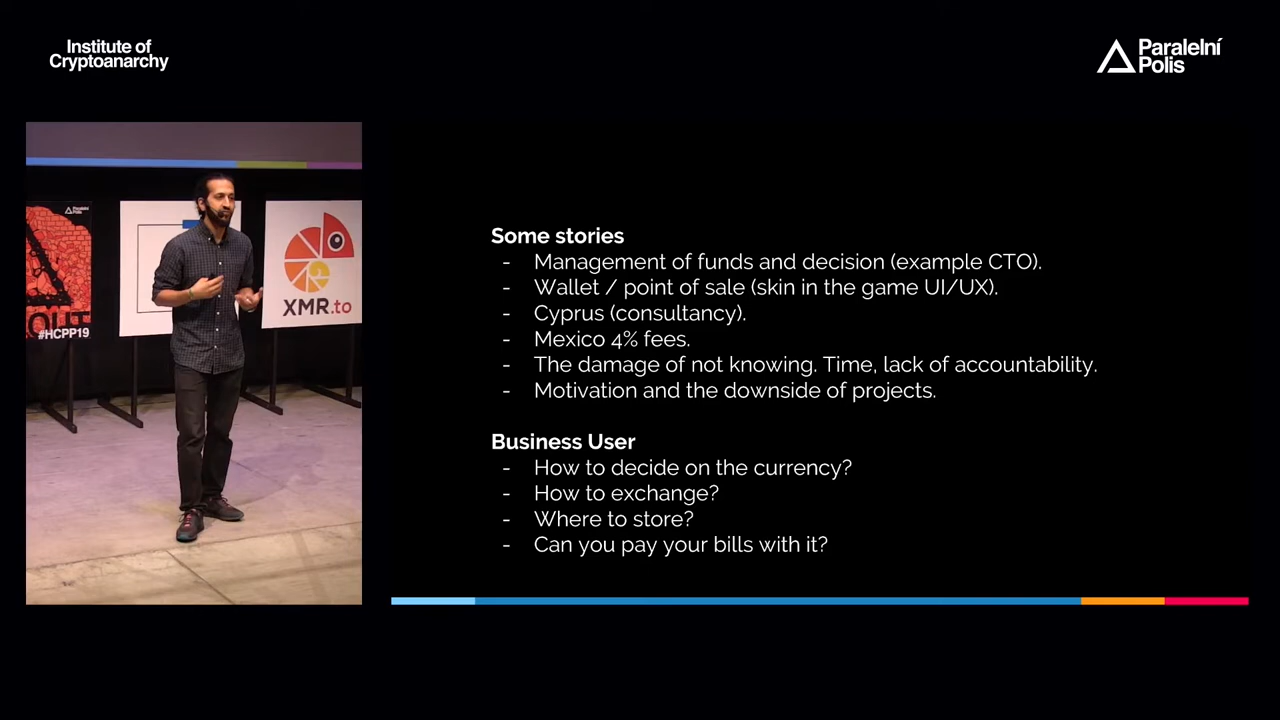 Institute of
Cryptoanarchy
Paralelní
Polis
Paralelní
Polis
OUT
#HCPP19
XMR.to
Some stories
- Management of funds and decision (example CTO).
- Wallet / point of sale (skin in the game UI/UX).
- Cyprus (consultancy).
- Mexico 4% fees.
- The damage of not knowing. Time, lack of accountability.
- Motivation and the downside of projects.
Business User
- How to decide on the currency?
- How to exchange?
- Where to store?
- Can you pay your bills with it?